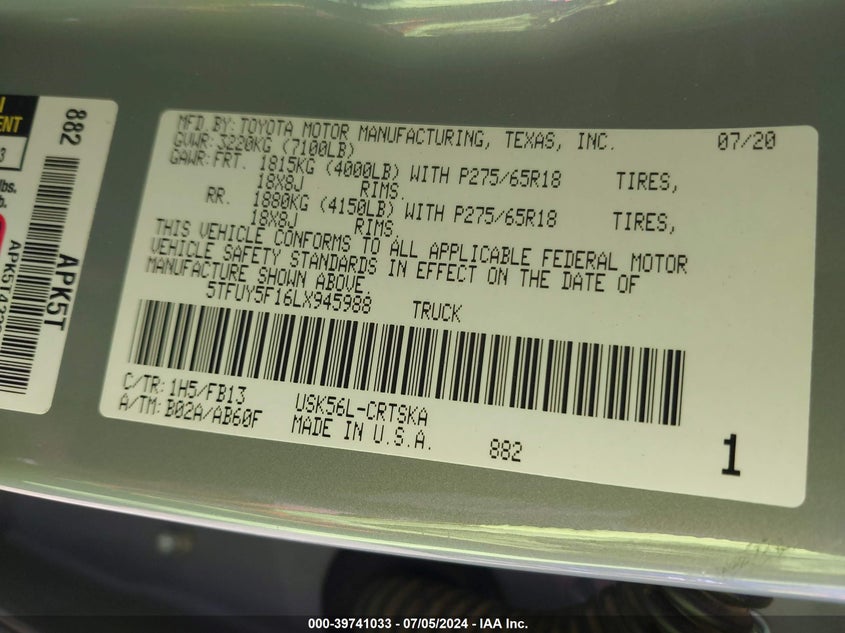 MFD.BY: TOYOTA MOTOR MANUFACTURING, TEXAS, INC. 07/20
GVWR: 3220KG (7100LB)
GAWR: FRT. 1815KG (4000LB) WITH P275/65R18 TIRES,
18X8J RIMS.
RR. 1880KG (4150LB) WITH P275/65R18 TIRES,
18X8J RIMS.
THIS VEHICLE CONFORMS TO ALL APPLICABLE FEDERAL MOTOR
VEHICLE SAFETY STANDARDS IN EFFECT ON THE DATE OF
MANUFACTURE SHOWN ABOVE.
5TFUY5F16LX945988 TRUCK
C/TR: 1H5/FB13 USK56L-CRTSKA
A/TM: B02A/AB60F MADE IN U.S.A. 882 1
882
APK5T
000-39741033 - 07/05/2024 - IAA Inc.